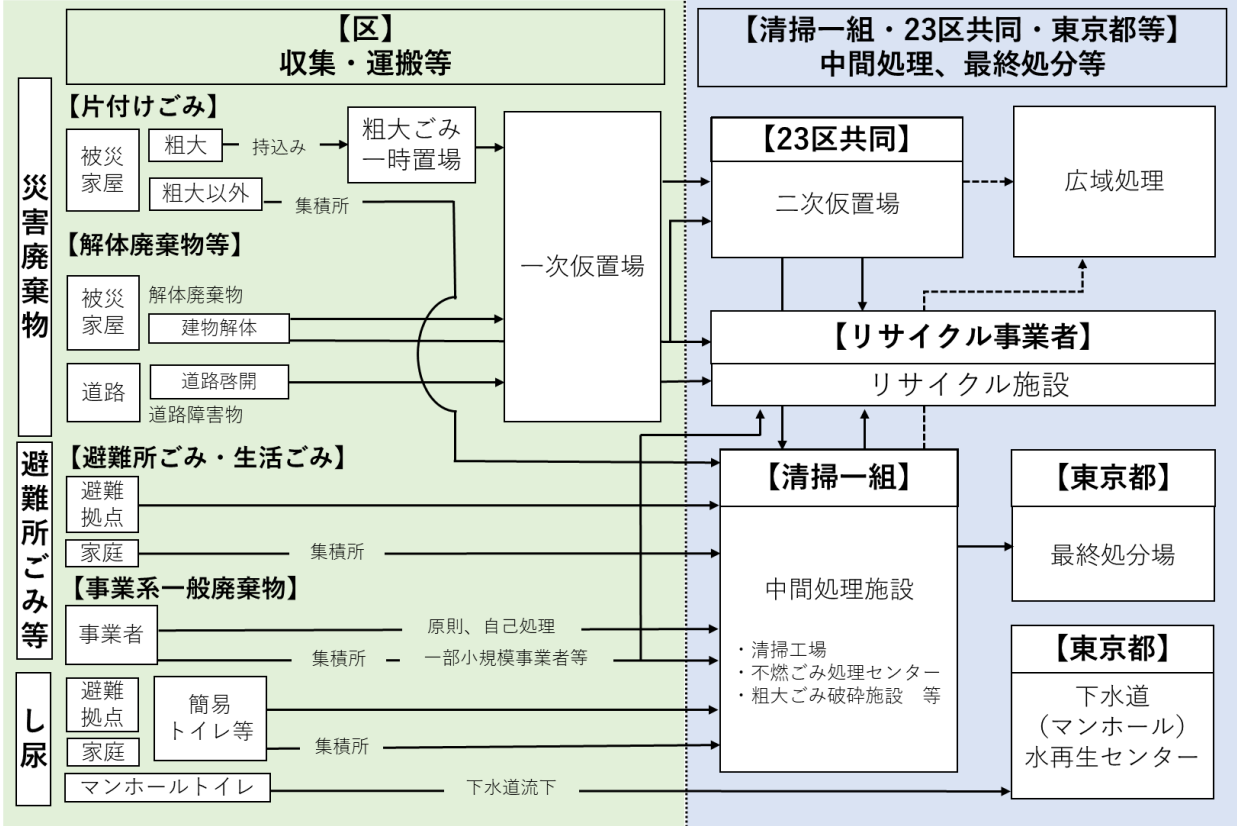 【区】
収集・運搬等
【清掃一組・23区共同・東京都等】
中間処理、最終処分等
災害廃棄物
【片付けごみ】
被災
家屋
粗大
持込み
粗大ごみ
一時置場
粗大以外
集積所
【解体廃棄物等】
被災
家屋
解体廃棄物
建物解体
道路
道路啓開
道路障害物
一次仮置場
【23区共同】
二次仮置場
広域処理
【リサイクル事業者】
リサイクル施設
避難所ごみ等
【避難所ごみ・生活ごみ】
避難
拠点
家庭
集積所
【事業系一般廃棄物】
事業者
原則、自己処理
集積所
一部小規模事業者等
【清掃一組】
中間処理施設
・清掃工場
・不燃ごみ処理センター
・粗大ごみ破砕施設　等
【東京都】
最終処分場
し尿
避難
拠点
家庭
簡易
トイレ等
集積所
マンホールトイレ
下水道流下
【東京都】
下水道
（マンホール）
水再生センター